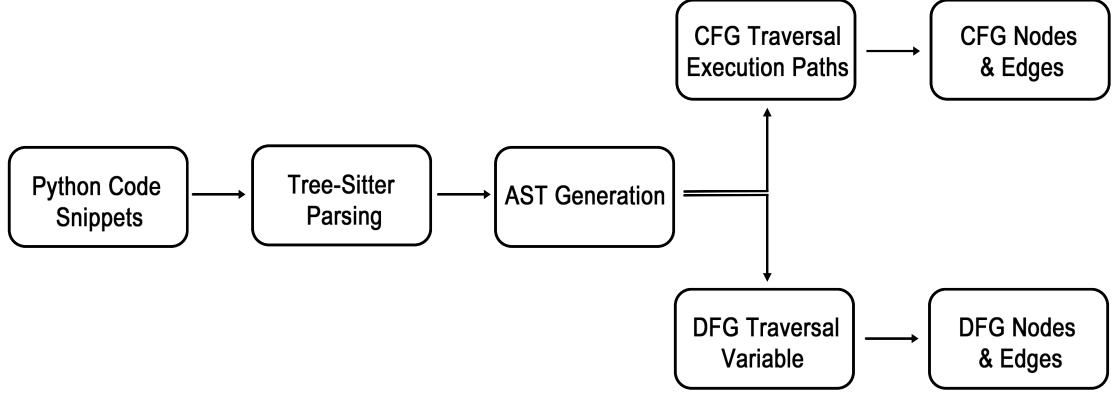 Python Code
Snippets
Tree-Sitter
Parsing
AST Generation
CFG Traversal
Execution Paths
CFG Nodes
& Edges
DFG Traversal
Variable
DFG Nodes
& Edges